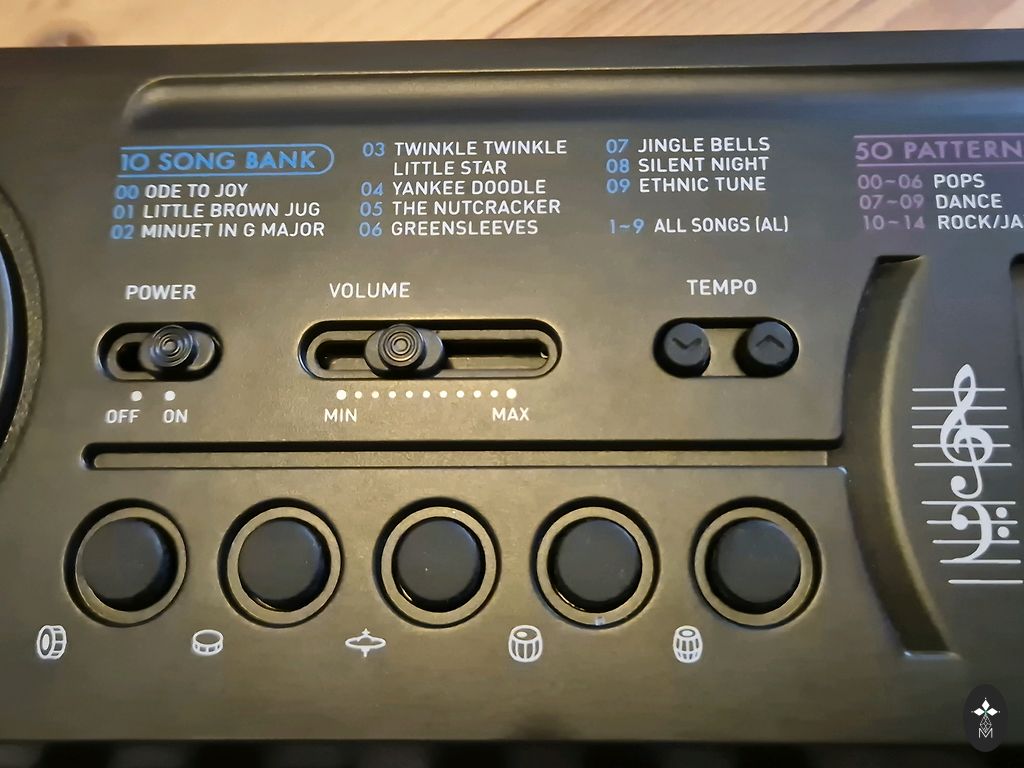 10 SONG BANK
00 ODE TO JOY
01 LITTLE BROWN JUG
02 MINUET IN G MAJOR
03 TWINKLE TWINKLE
LITTLE STAR
04 YANKEE DOODLE
05 THE NUTCRACKER
06 GREENSLEEVES
07 JINGLE BELLS
08 SILENT NIGHT
09 ETHNIC TUNE
1~9 ALL SONGS (AL)
50 PATTERN
00~06 POPS
07~09 DANCE
10~14 ROCK/JA
POWER
OFF ON
VOLUME
MIN MAX
TEMPO
M